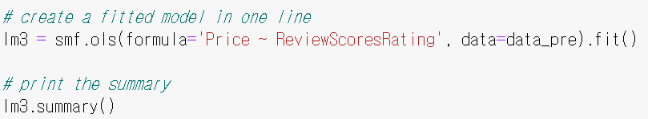 # create a fitted model in one line
lm3 = smf.ols(formula='Price ~ ReviewScoresRating', data=data_pre).fit()
# print the summary
lm3.summary()